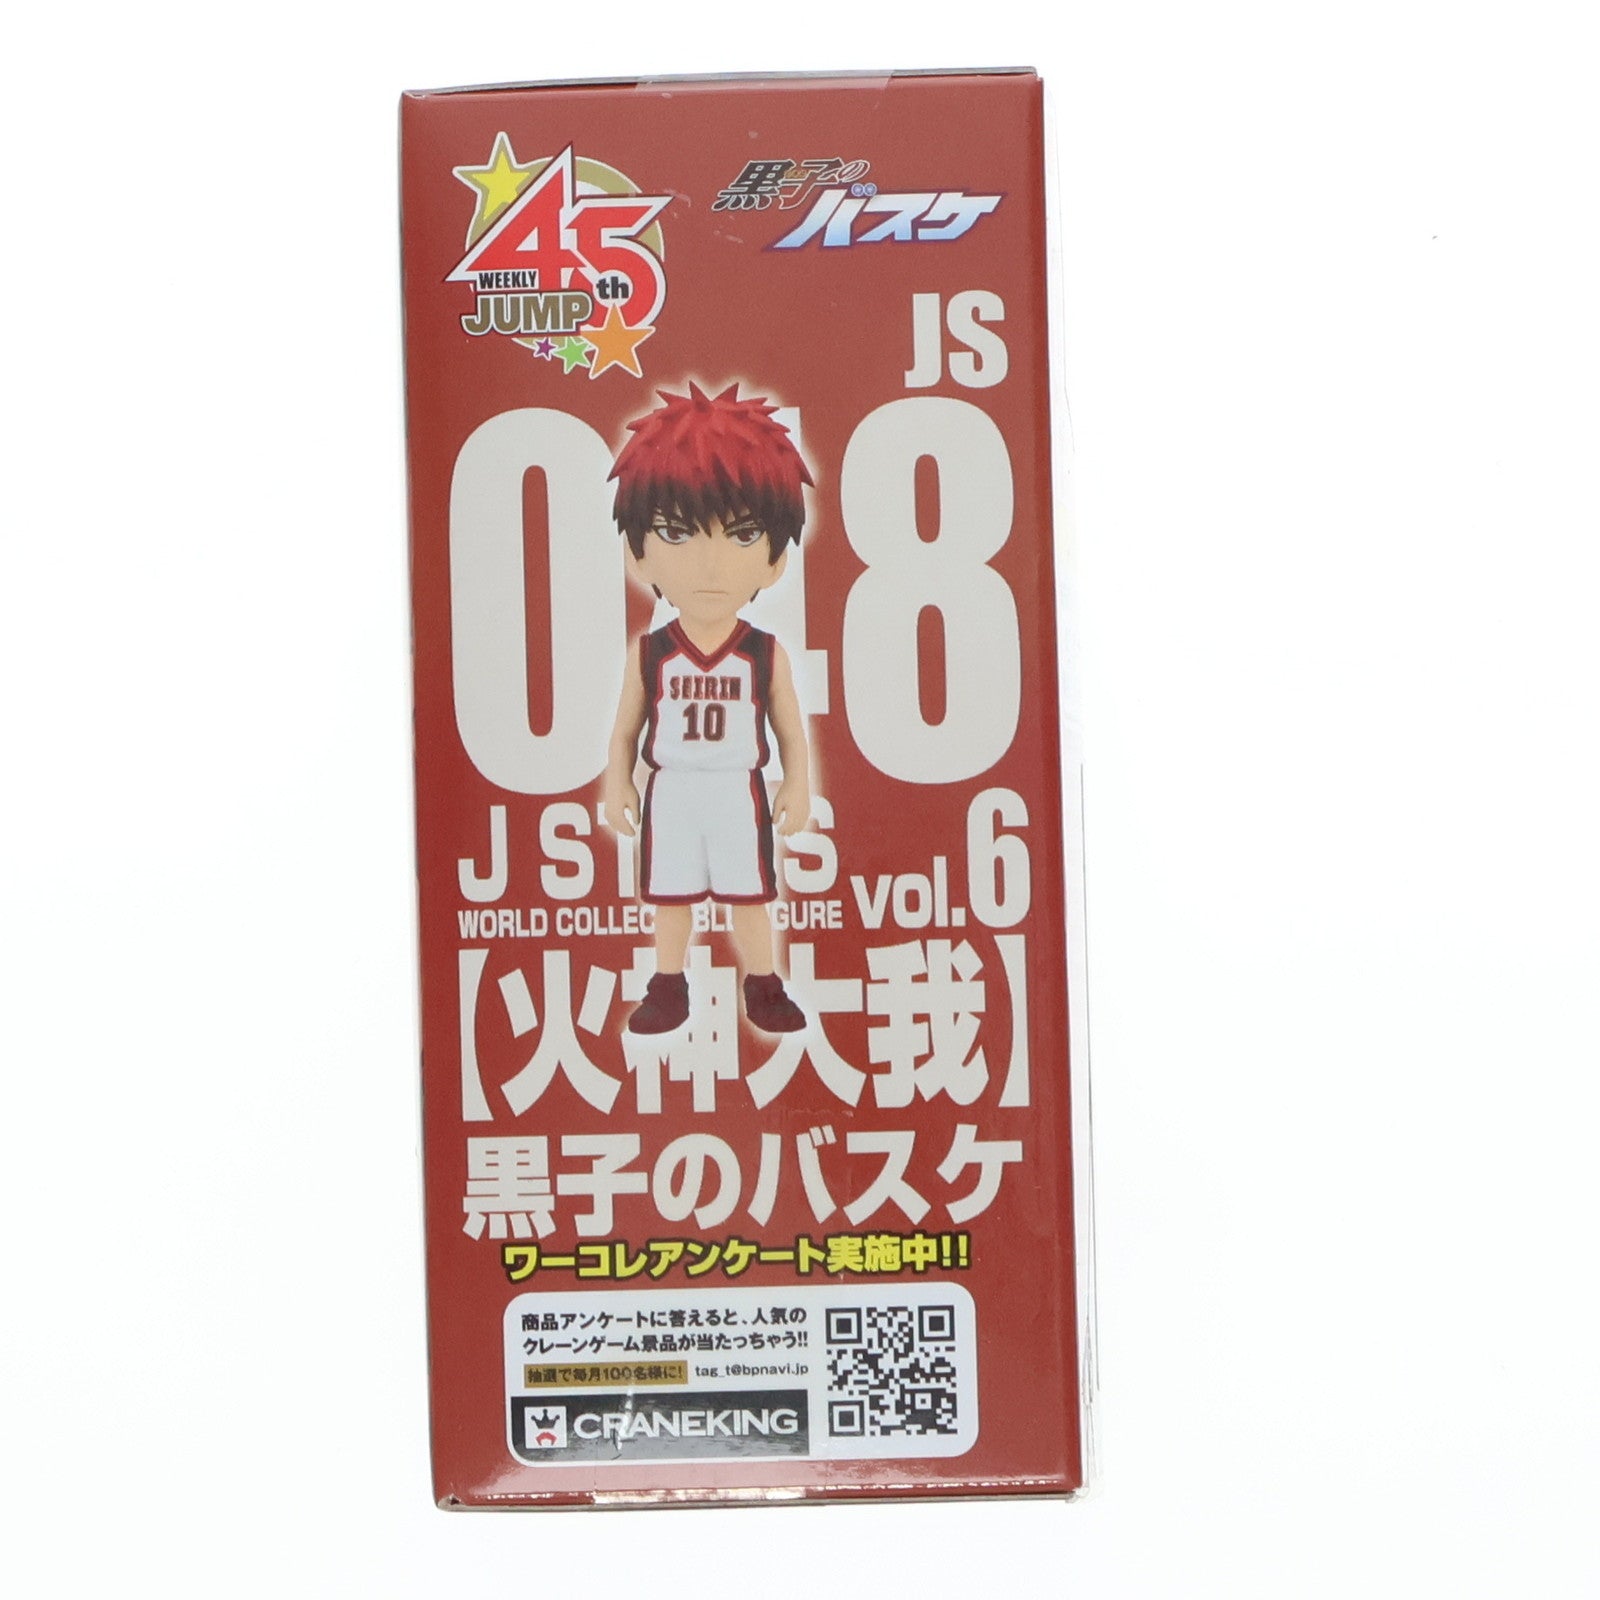 45th
WEEKLY
JUMP
黒子の
バスケ
JS
048
SEIRIN
10
J STARS
WORLD COLLECTABLE FIGURE vol.6
【火神大我】
黒子のバスケ
ワーコレアンケート実施中!!
商品アンケートに答えると、人気の
クレーンゲーム景品が当たっちゃう!!
抽選で毎月100名様に! tag_t@bpnavi.jp
CRANEKING